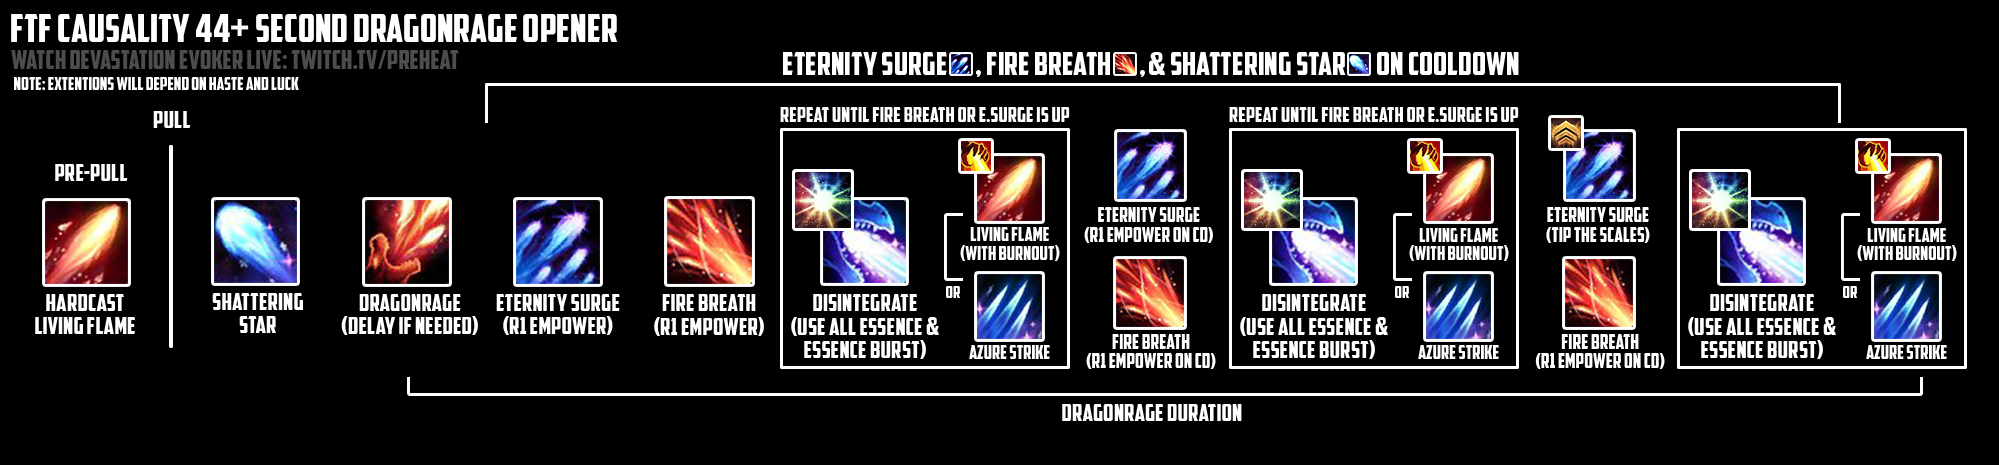 FTF CAUSALITY 44+ SECOND DRAGONRAGE OPENER
WATCH DEVASTATION EVOKER LIVE: TWITCH.TV/PREHEAT
NOTE: EXTENTIONS WILL DEPEND ON HASTE AND LUCK
ETERNITY SURGE, FIRE BREATH, & SHATTERING STAR ON COOLDOWN
PULL
PRE-PULL
HARDCAST
LIVING FLAME
SHATTERING
STAR
DRAGONRAGE
(DELAY IF NEEDED)
ETERNITY SURGE
(R1 EMPOWER)
FIRE BREATH
(R1 EMPOWER)
REPEAT UNTIL FIRE BREATH OR E.SURGE IS UP
DISINTEGRATE
(USE ALL ESSENCE &
ESSENCE BURST)
LIVING FLAME
(WITH BURNOUT)
OR
AZURE STRIKE
ETERNITY SURGE
(R1 EMPOWER ON CD)
FIRE BREATH
(R1 EMPOWER ON CD)
REPEAT UNTIL FIRE BREATH OR E.SURGE IS UP
DISINTEGRATE
(USE ALL ESSENCE &
ESSENCE BURST)
LIVING FLAME
(WITH BURNOUT)
OR
AZURE STRIKE
ETERNITY SURGE
(TIP THE SCALES)
FIRE BREATH
(R1 EMPOWER ON CD)
DISINTEGRATE
(USE ALL ESSENCE &
ESSENCE BURST)
LIVING FLAME
(WITH BURNOUT)
OR
AZURE STRIKE
DRAGONRAGE DURATION